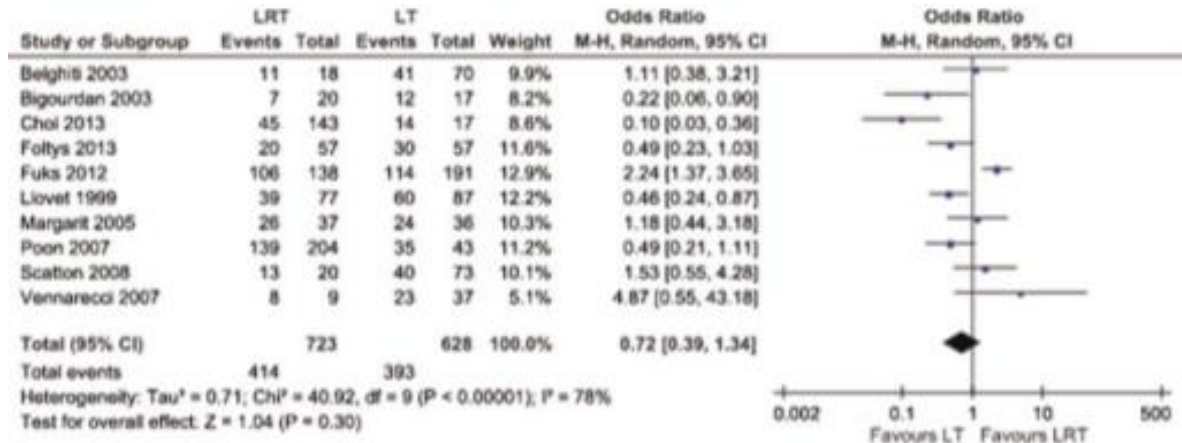 LRT LT Odds Ratio Odds Ratio
Study or Subgroup Events Total Events Total Weight M-H, Random, 95% CI M-H, Random, 95% CI
Belghiti 2003 11 18 41 70 9.9% 1.11 [0.38, 3.21]
Bigourdan 2003 7 20 12 17 8.2% 0.22 [0.06, 0.90]
Choi 2013 45 143 14 17 8.6% 0.10 [0.03, 0.36]
Foltys 2013 20 57 30 57 11.6% 0.49 [0.23, 1.03]
Fuks 2012 106 138 114 191 12.9% 2.24 [1.37, 3.65]
Llovet 1999 39 77 60 87 12.2% 0.46 [0.24, 0.87]
Margarit 2005 26 37 24 36 10.3% 1.18 [0.44, 3.18]
Poon 2007 139 204 35 43 11.2% 0.49 [0.21, 1.11]
Scatton 2008 13 20 40 73 10.1% 1.53 [0.55, 4.28]
Vennarecci 2007 8 9 23 37 5.1% 4.87 [0.55, 43.18]
Total (95% CI) 723 628 100.0% 0.72 [0.39, 1.34]
Total events 414 393
Heterogeneity: Tau² = 0.71; Chi² = 40.92, df = 9 (P < 0.00001); I² = 78%
Test for overall effect: Z = 1.04 (P = 0.30)
0.002 0.1 1 10 500
Favours LT Favours LRT